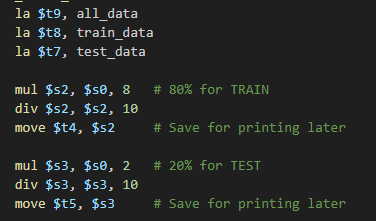 la $t9, all_data
la $t8, train_data
la $t7, test_data
mul $s2, $s0, 8 # 80% for TRAIN
div $s2, $s2, 10
move $t4, $s2 # Save for printing later
mul $s3, $s0, 2 # 20% for TEST
div $s3, $s3, 10
move $t5, $s3 # Save for printing later